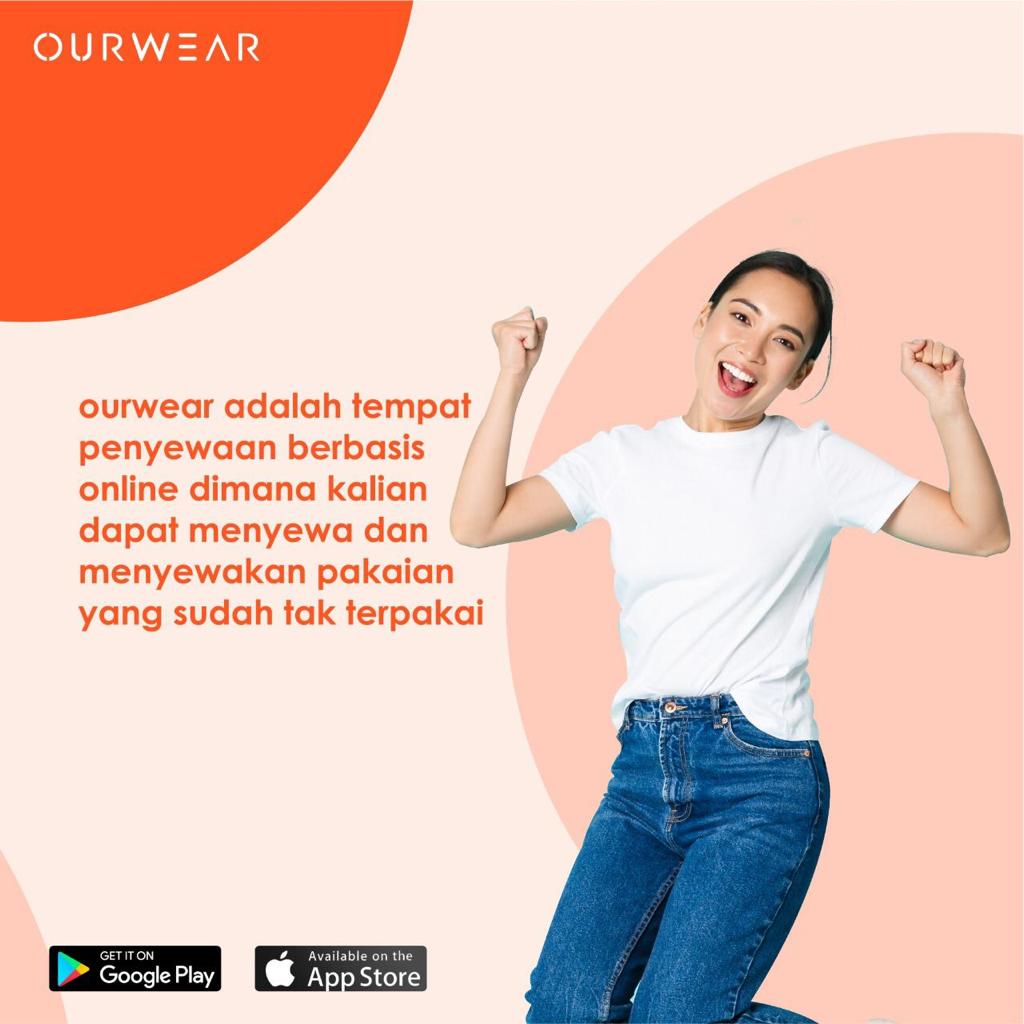 OURWEAR
ourwear adalah tempat
penyewaan berbasis
online dimana kalian
dapat menyewa dan
menyewakan pakaian
yang sudah tak terpakai
GET IT ON
Google Play
Available on the
App Store